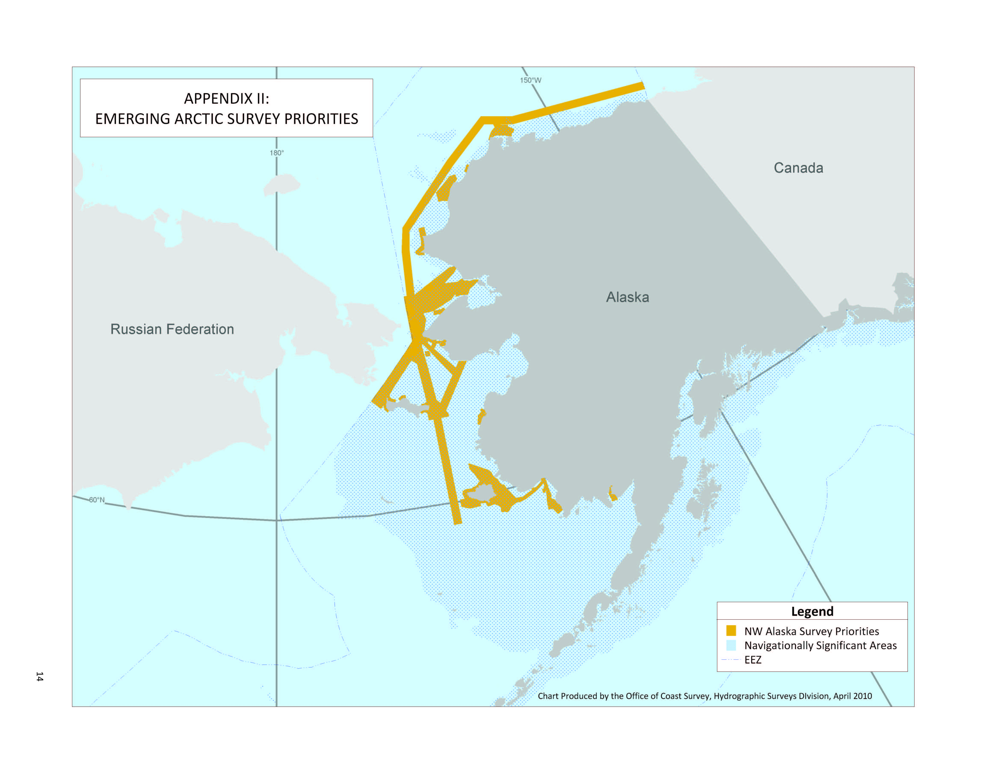 APPENDIX II:
EMERGING ARCTIC SURVEY PRIORITIES
150°W
180°
Canada
Alaska
Russian Federation
60°N
Legend
NW Alaska Survey Priorities
Navigationally Significant Areas
EEZ
Chart Produced by the Office of Coast Survey, Hydrographic Surveys DIvision, April 2010
14